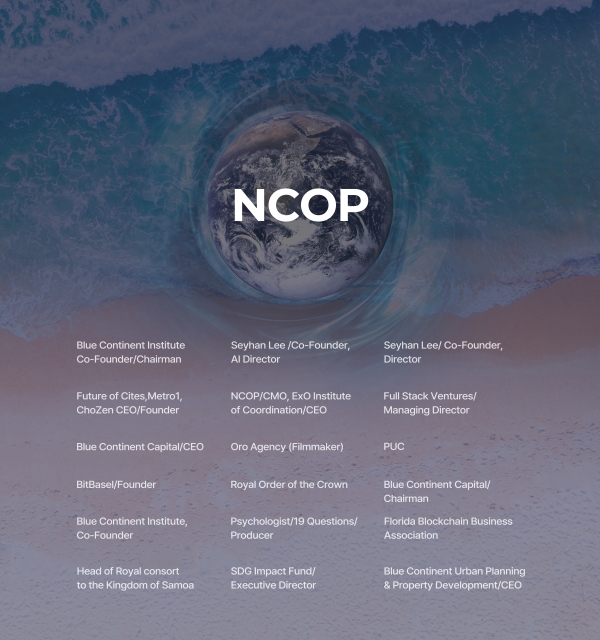 NCOP
Blue Continent Institute
Co-Founder/Chairman
Seyhan Lee /Co-Founder,
AI Director
Seyhan Lee/ Co-Founder,
Director
Future of Cites,Metro1,
ChoZen CEO/Founder
NCOP/CMO, ExO Institute
of Coordination/CEO
Full Stack Ventures/
Managing Director
Blue Continent Capital/CEO
Oro Agency (Filmmaker)
PUC
BitBasel/Founder
Royal Order of the Crown
Blue Continent Capital/
Chairman
Blue Continent Institute,
Co-Founder
Psychologist/19 Questions/
Producer
Florida Blockchain Business
Association
Head of Royal consort
to the Kingdom of Samoa
SDG Impact Fund/
Executive Director
Blue Continent Urban Planning
& Property Development/CEO